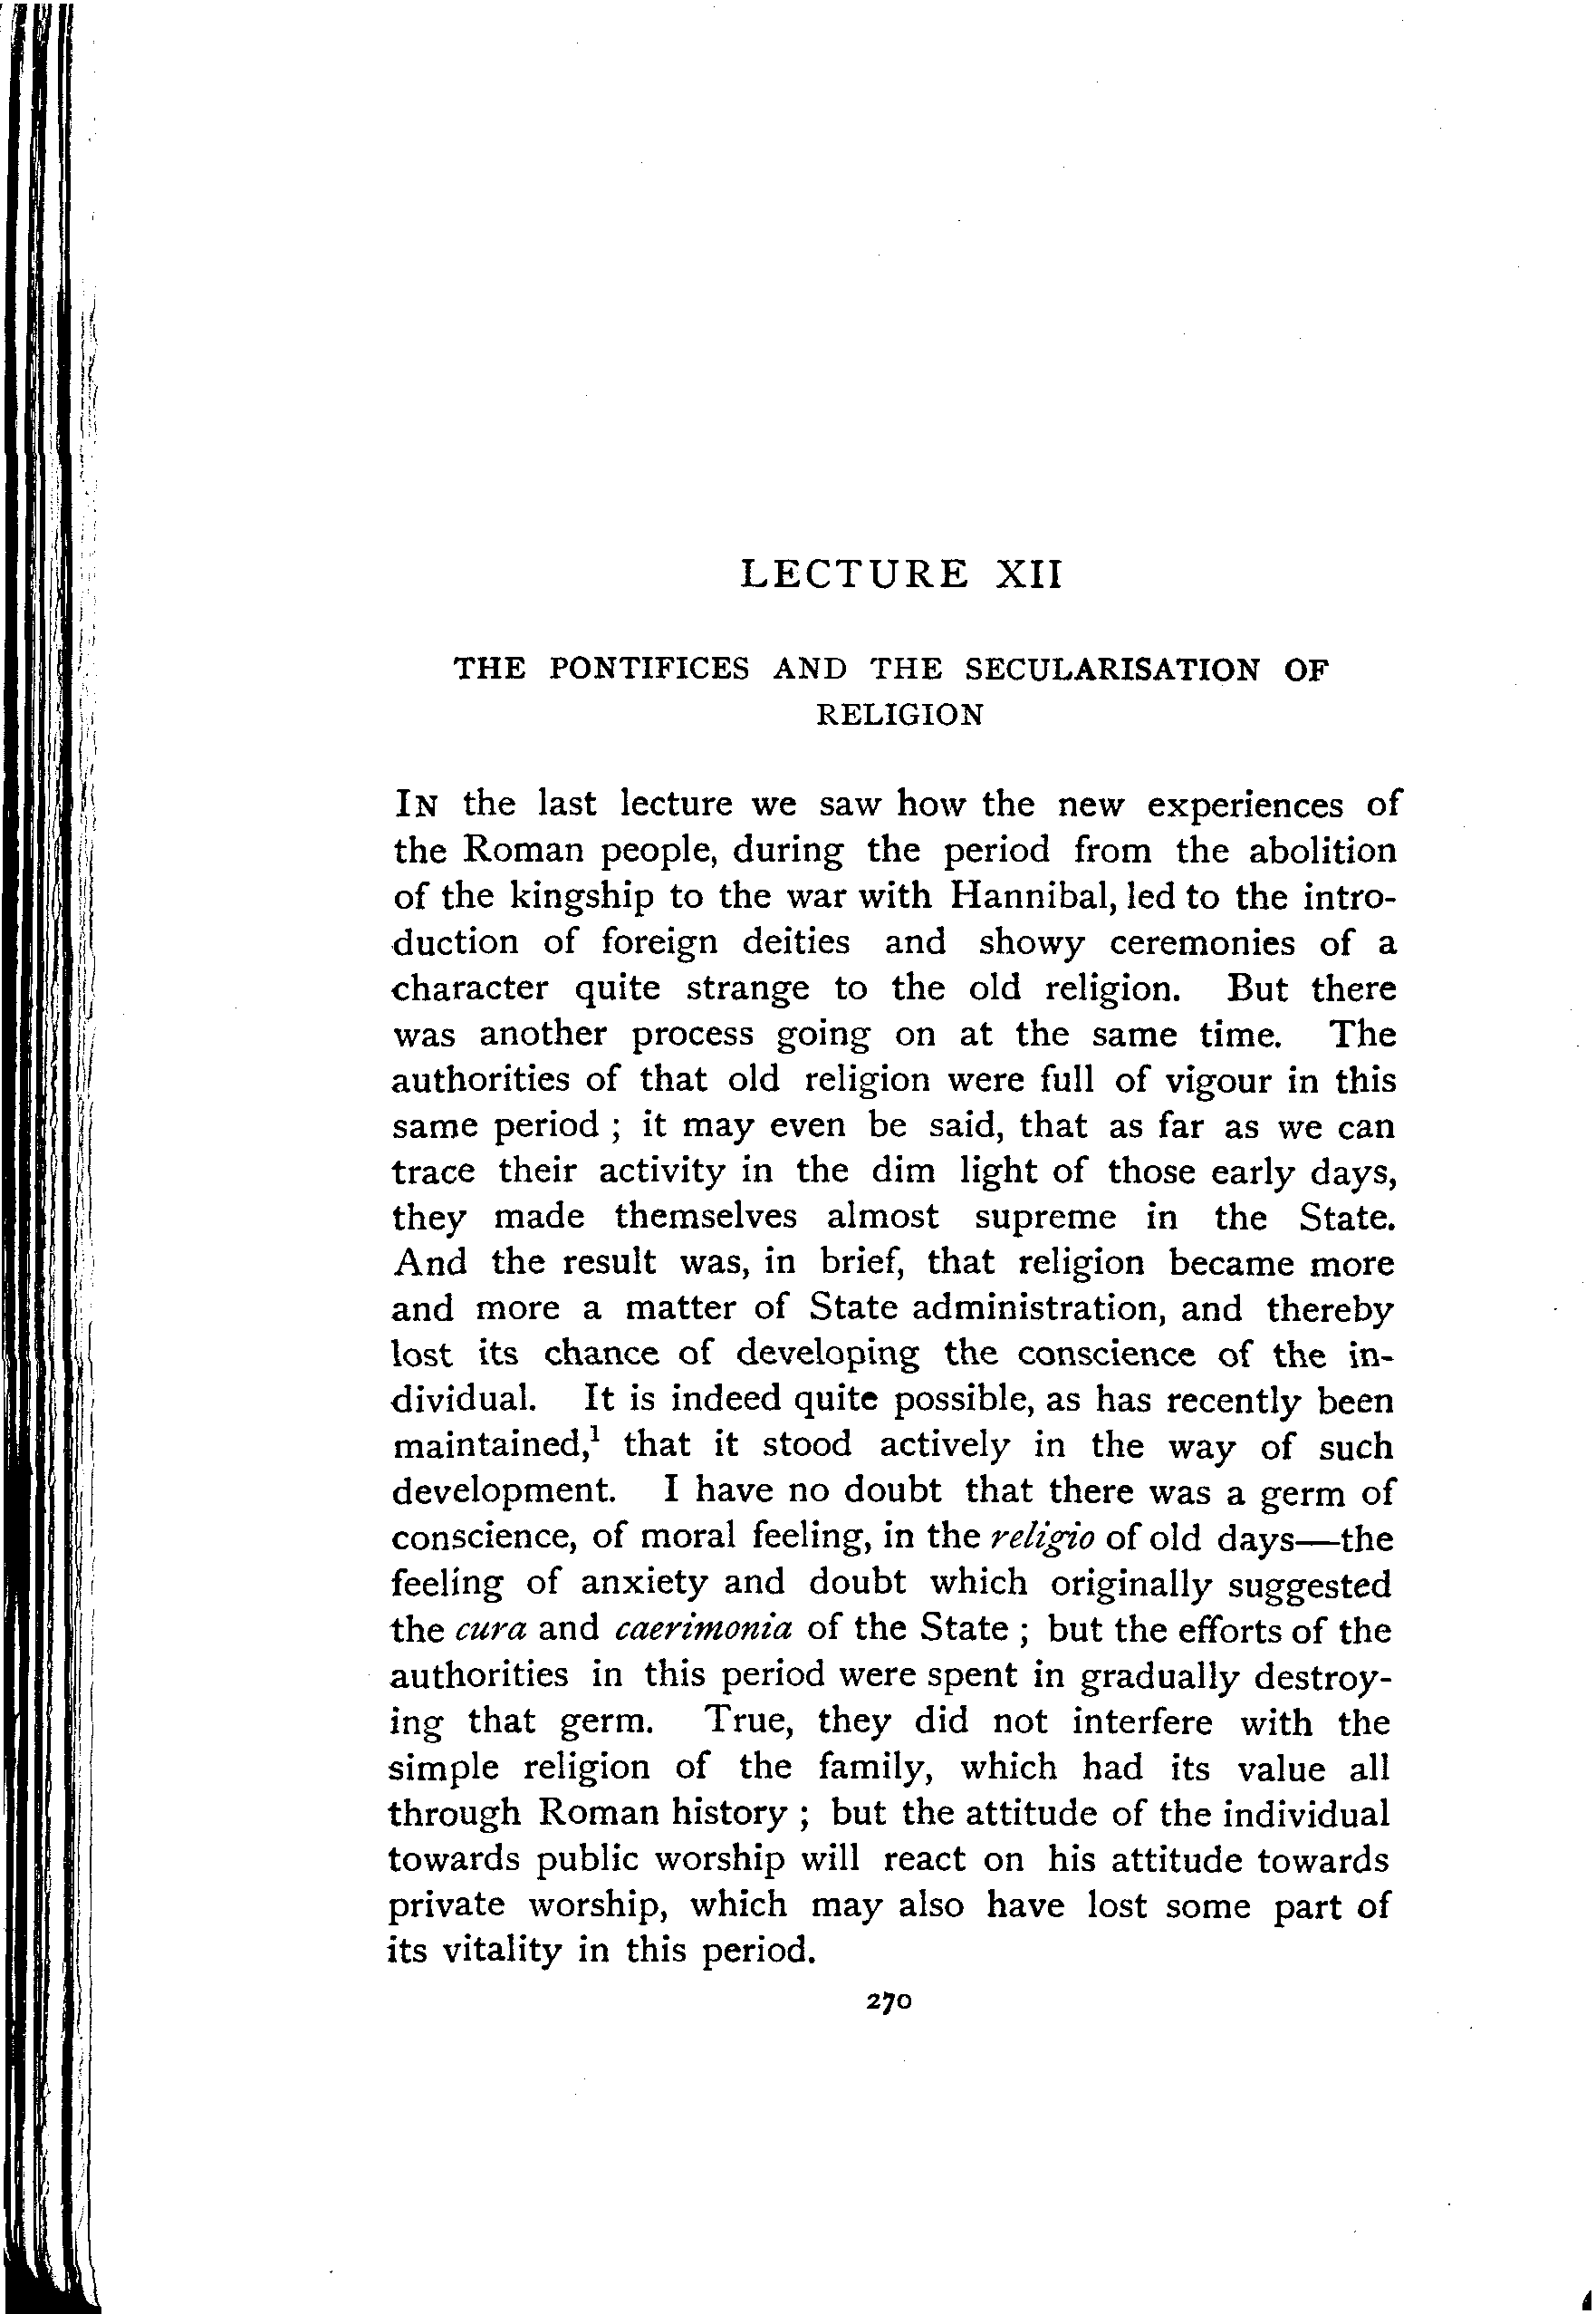 LECTURE XII
THE PONTIFICES AND THE SECULARISATION OF
RELIGION
IN the last lecture we saw how the new experiences of
the Roman people, during the period from the abolition
of the kingship to the war with Hannibal, led to the intro-
duction of foreign deities and showy ceremonies of a
character quite strange to the old religion. But there
was another process going on at the same time. The
authorities of that old religion were full of vigour in this
same period ; it may even be said, that as far as we can
trace their activity in the dim light of those early days,
they made themselves almost supreme in the State.
And the result was, in brief, that religion became more
and more a matter of State administration, and thereby
lost its chance of developing the conscience of the in-
dividual. It is indeed quite possible, as has recently been
maintained,¹ that it stood actively in the way of such
development. I have no doubt that there was a germ of
conscience, of moral feeling, in the religio of old days—the
feeling of anxiety and doubt which originally suggested
the cura and caerimonia of the State ; but the efforts of the
authorities in this period were spent in gradually destroy-
ing that germ. True, they did not interfere with the
simple religion of the family, which had its value all
through Roman history ; but the attitude of the individual
towards public worship will react on his attitude towards
private worship, which may also have lost some part of
its vitality in this period.
270